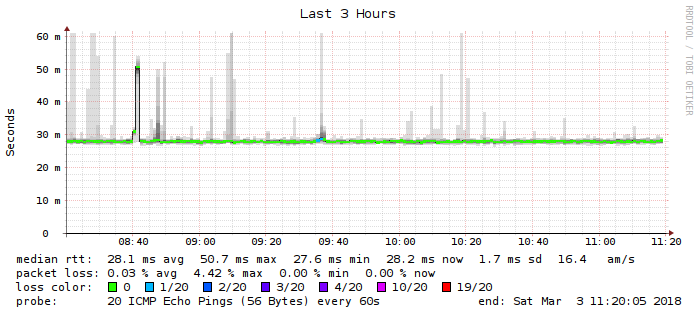 Last 3 Hours
RRDTOOL / TOBI OETIKER
Seconds
60 m
50 m
40 m
30 m
20 m
10 m
0
08:40 09:00 09:20 09:40 10:00 10:20 10:40 11:00 11:20
median rtt: 28.1 ms avg 50.7 ms max 27.6 ms min 28.2 ms now 1.7 ms sd 16.4 am/s
packet loss: 0.03 % avg 4.42 % max 0.00 % min 0.00 % now
loss color: 0 1/20 2/20 3/20 4/20 10/20 19/20
probe: 20 ICMP Echo Pings (56 Bytes) every 60s end: Sat Mar 3 11:20:05 2018